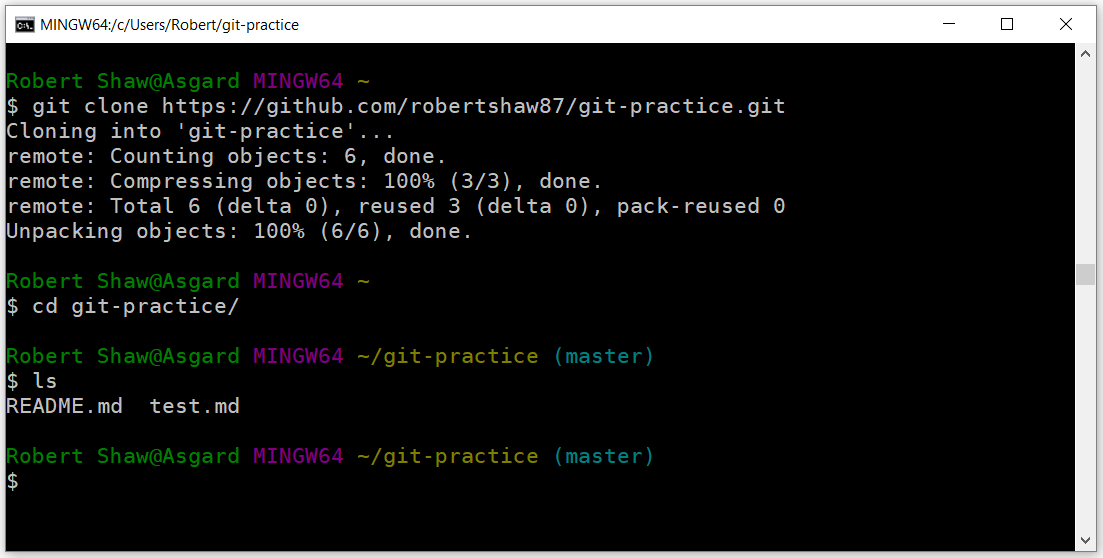 MINGW64:/c/Users/Robert/git-practice
Robert Shaw@Asgard MINGW64 ~
$ git clone https://github.com/robertshaw87/git-practice.git
Cloning into 'git-practice'...
remote: Counting objects: 6, done.
remote: Compressing objects: 100% (3/3), done.
remote: Total 6 (delta 0), reused 3 (delta 0), pack-reused 0
Unpacking objects: 100% (6/6), done.
Robert Shaw@Asgard MINGW64 ~
$ cd git-practice/
Robert Shaw@Asgard MINGW64 ~/git-practice (master)
$ ls
README.md  test.md
Robert Shaw@Asgard MINGW64 ~/git-practice (master)
$